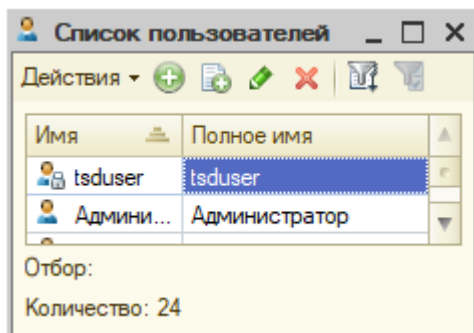 Список пользователей
Действия
Имя Полное имя
tsduser tsduser
Админи... Администратор
Отбор:
Количество: 24